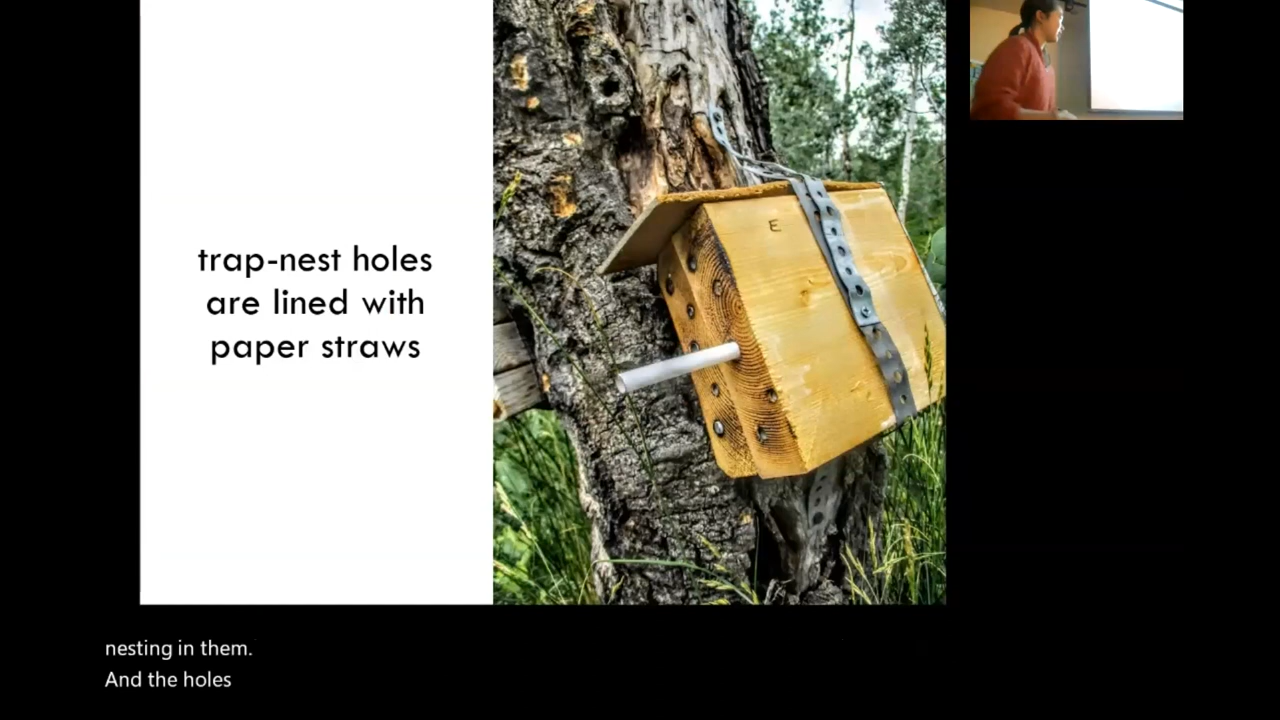 trap-nest holes
are lined with
paper straws
E
nesting in them.
And the holes